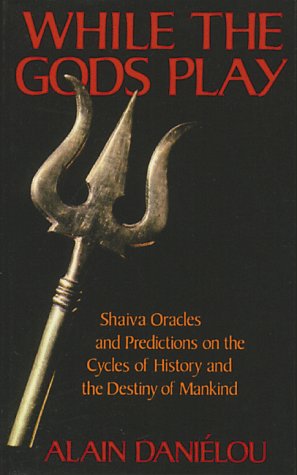 WHILE THE
GODS PLAY
Shaiva Oracles
and Predictions on the
Cycles of History and
the Destiny of Mankind
ALAIN DANIÉLOU